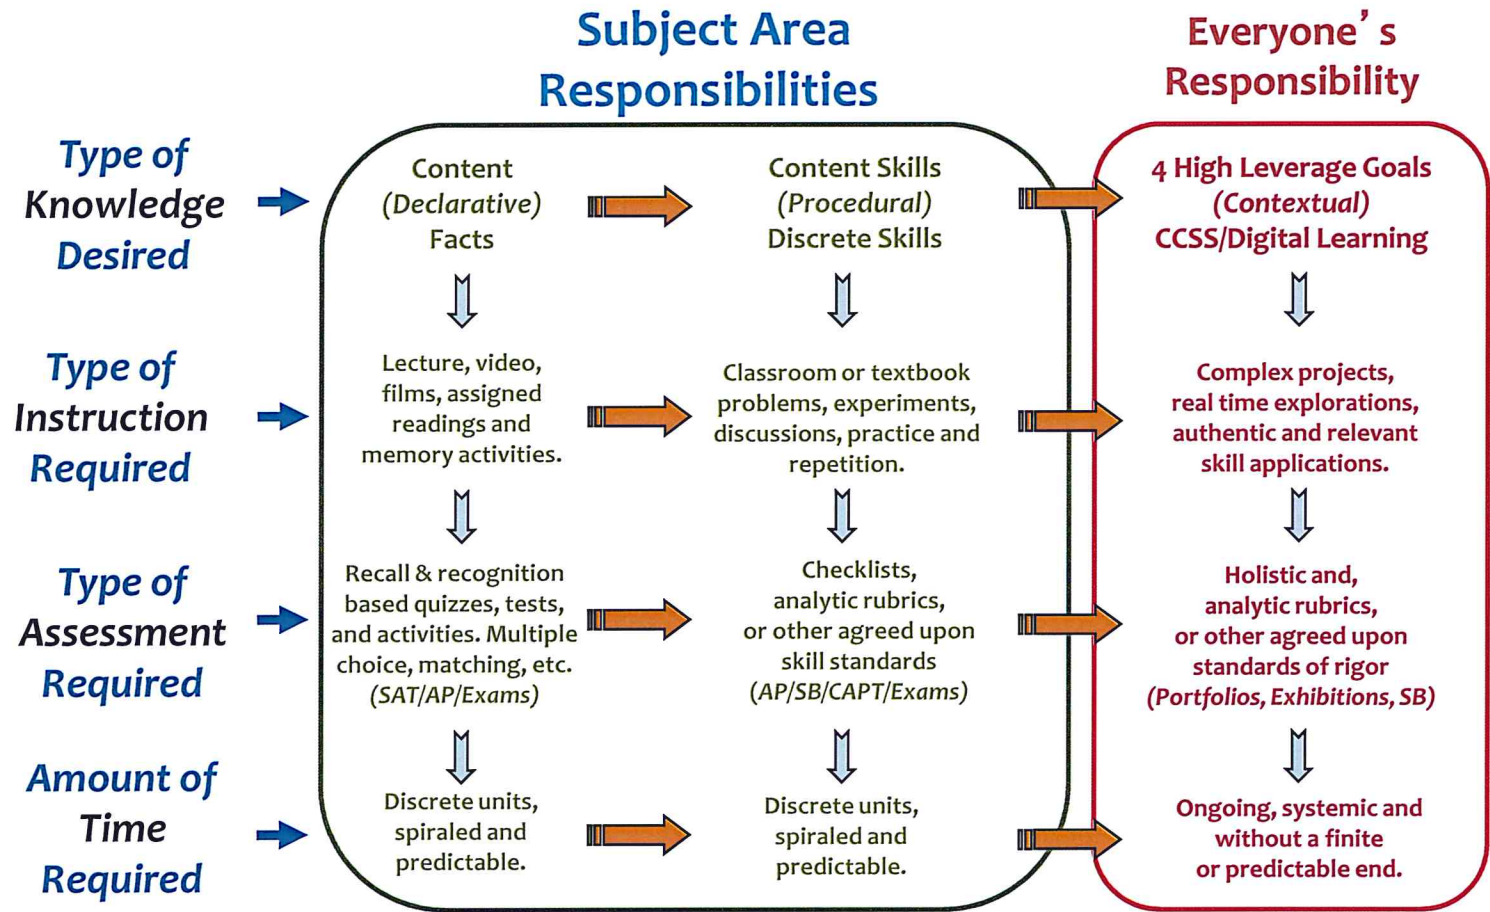 Subject Area
Responsibilities
Everyone's
Responsibility
Type of
Knowledge
Desired
Content
(Declarative)
Facts
Content Skills
(Procedural)
Discrete Skills
4 High Leverage Goals
(Contextual)
CCSS/Digital Learning
Type of
Instruction
Required
Lecture, video,
films, assigned
readings and
memory activities.
Classroom or textbook
problems, experiments,
discussions, practice and
repetition.
Complex projects,
real time explorations,
authentic and relevant
skill applications.
Type of
Assessment
Required
Recall & recognition
based quizzes, tests,
and activities. Multiple
choice, matching, etc.
(SAT/AP/Exams)
Checklists,
analytic rubrics,
or other agreed upon
skill standards
(AP/SB/CAPT/Exams)
Holistic and,
analytic rubrics,
or other agreed upon
standards of rigor
(Portfolios, Exhibitions, SB)
Amount of
Time
Required
Discrete units,
spiraled and
predictable.
Discrete units,
spiraled and
predictable.
Ongoing, systemic and
without a finite
or predictable end.